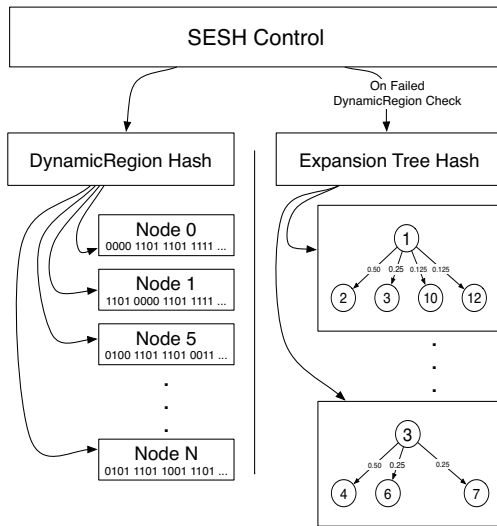 SESH Control
On Failed
DynamicRegion Check
DynamicRegion Hash
Expansion Tree Hash
Node 0
0000 1101 1101 1111 ...
Node 1
1101 0000 1101 1111 ...
Node 5
0100 1101 1101 0011 ...
.
.
.
Node N
0101 1101 1001 1101 ...
1
0.50 0.25 0.125 0.125
2 3 10 12
.
.
.
3
0.50 0.25 0.25
4 6 7